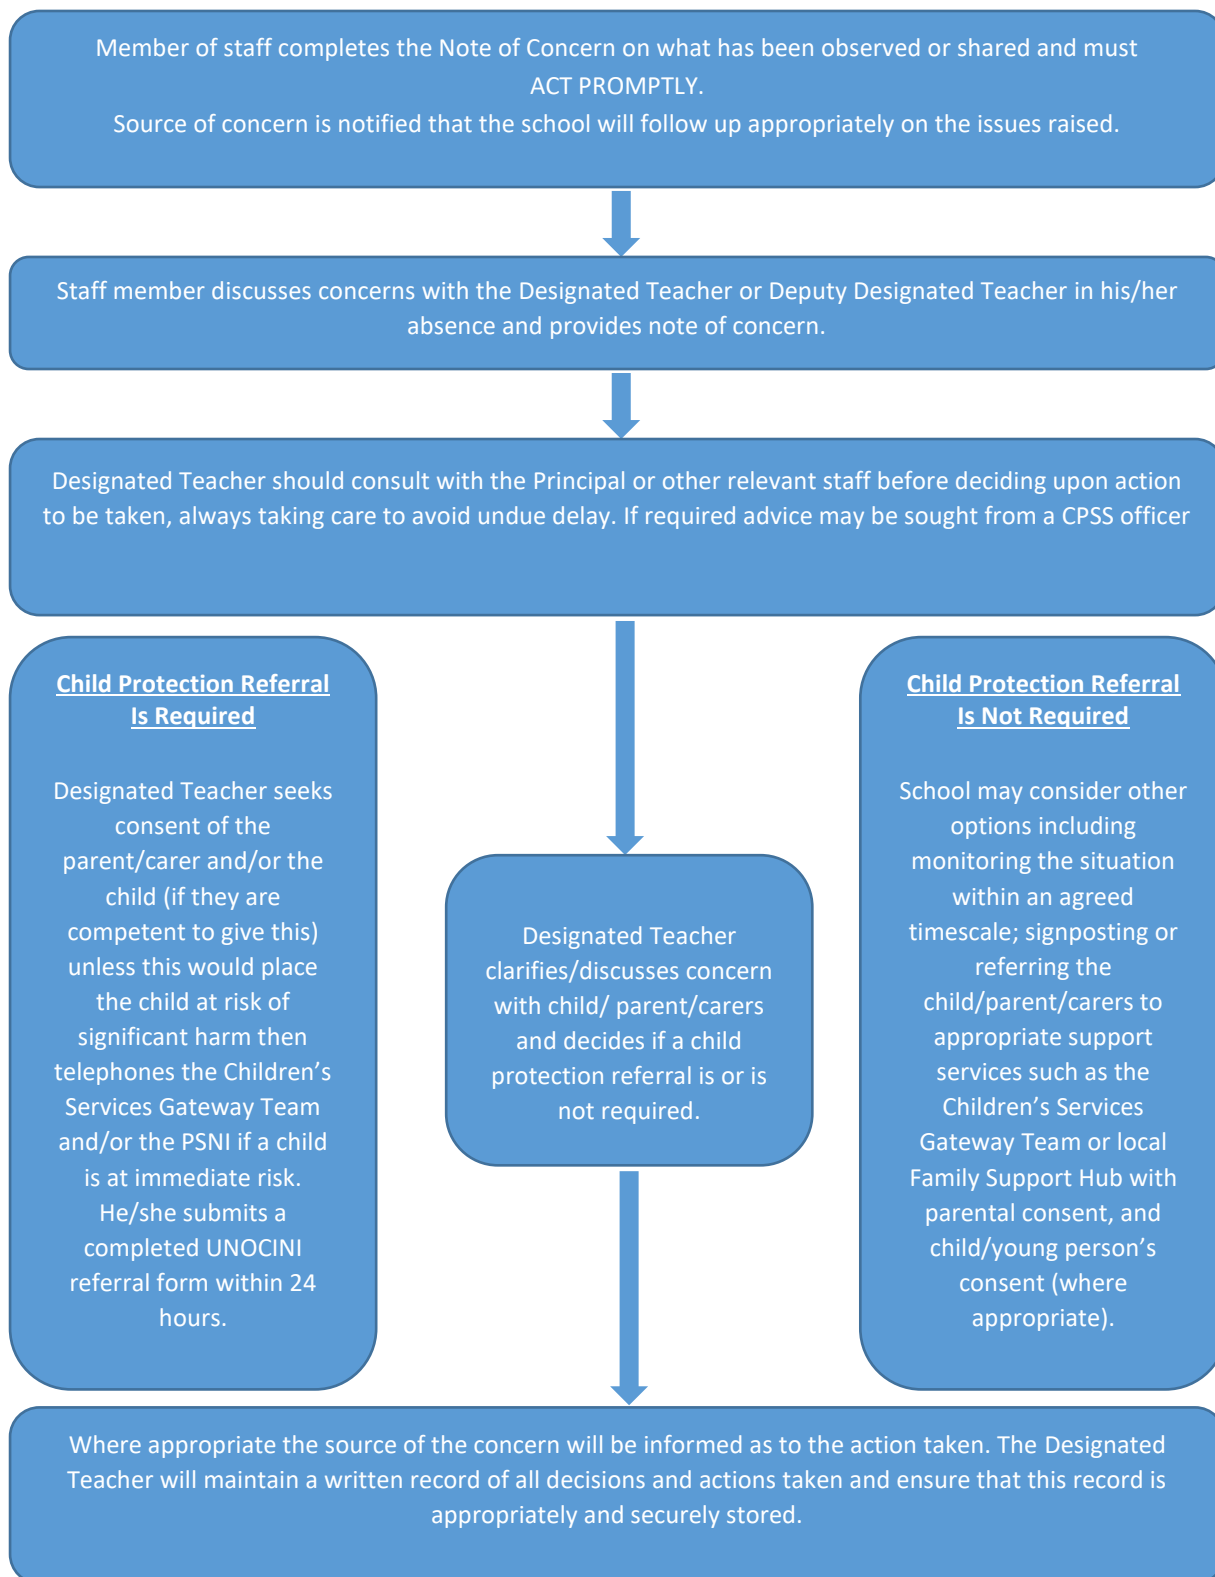 Member of staff completes the Note of Concern on what has been observed or shared and must
ACT PROMPTLY.
Source of concern is notified that the school will follow up appropriately on the issues raised.
Staff member discusses concerns with the Designated Teacher or Deputy Designated Teacher in his/her
absence and provides note of concern.
Designated Teacher should consult with the Principal or other relevant staff before deciding upon action
to be taken, always taking care to avoid undue delay. If required advice may be sought from a CPSS officer
Child Protection Referral
Is Required
Designated Teacher seeks
consent of the
parent/carer and/or the
child (if they are
competent to give this)
unless this would place
the child at risk of
significant harm then
telephones the Children’s
Services Gateway Team
and/or the PSNI if a child
is at immediate risk.
He/she submits a
completed UNOCINI
referral form within 24
hours.
Designated Teacher
clarifies/discusses concern
with child/ parent/carers
and decides if a child
protection referral is or is
not required.
Child Protection Referral
Is Not Required
School may consider other
options including
monitoring the situation
within an agreed
timescale; signposting or
referring the
child/parent/carers to
appropriate support
services such as the
Children’s Services
Gateway Team or local
Family Support Hub with
parental consent, and
child/young person’s
consent (where
appropriate).
Where appropriate the source of the concern will be informed as to the action taken. The Designated
Teacher will maintain a written record of all decisions and actions taken and ensure that this record is
appropriately and securely stored.